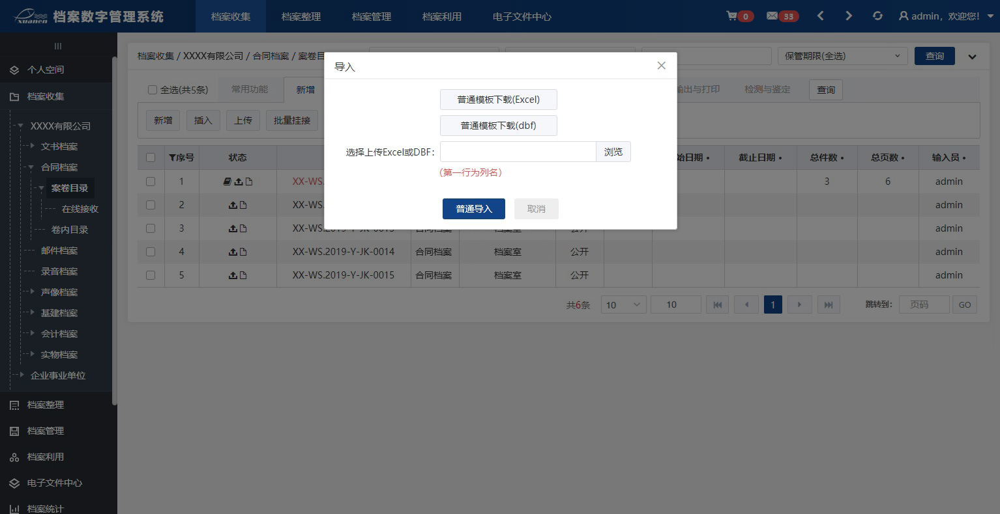 xuanen 档案数字管理系统 档案收集 档案整理 档案管理 档案利用 电子文件中心 0 33 admin，欢迎您!
个人空间
档案收集
XXXX有限公司
文书档案
合同档案
案卷目录
在线接收
卷内目录
邮件档案
录音档案
声像档案
基建档案
会计档案
实物档案
企业事业单位
档案整理
档案管理
档案利用
电子文件中心
档案统计
档案收集 / XXXX有限公司 / 合同档案 / 案卷目 保管期限(全选) 查询
全选(共5条) 常用功能 新增 输出与打印 检测与鉴定 查询
新增 插入 上传 批量挂接
导入
普通模板下载(Excel)
普通模板下载(dbf)
选择上传Excel或DBF： 浏览
(第一行为列名)
普通导入 取消
序号 状态 始日期 截止日期 总件数 总页数 输入员
1 XX-WS. 3 6 admin
2 XX-WS. admin
3 XX-WS.2019-Y-JK-0013 合同档案 档案室 公开 admin
4 XX-WS.2019-Y-JK-0014 合同档案 档案室 公开 admin
5 XX-WS.2019-Y-JK-0015 合同档案 档案室 公开 admin
共6条 10 10 1 跳转到： 页码 GO